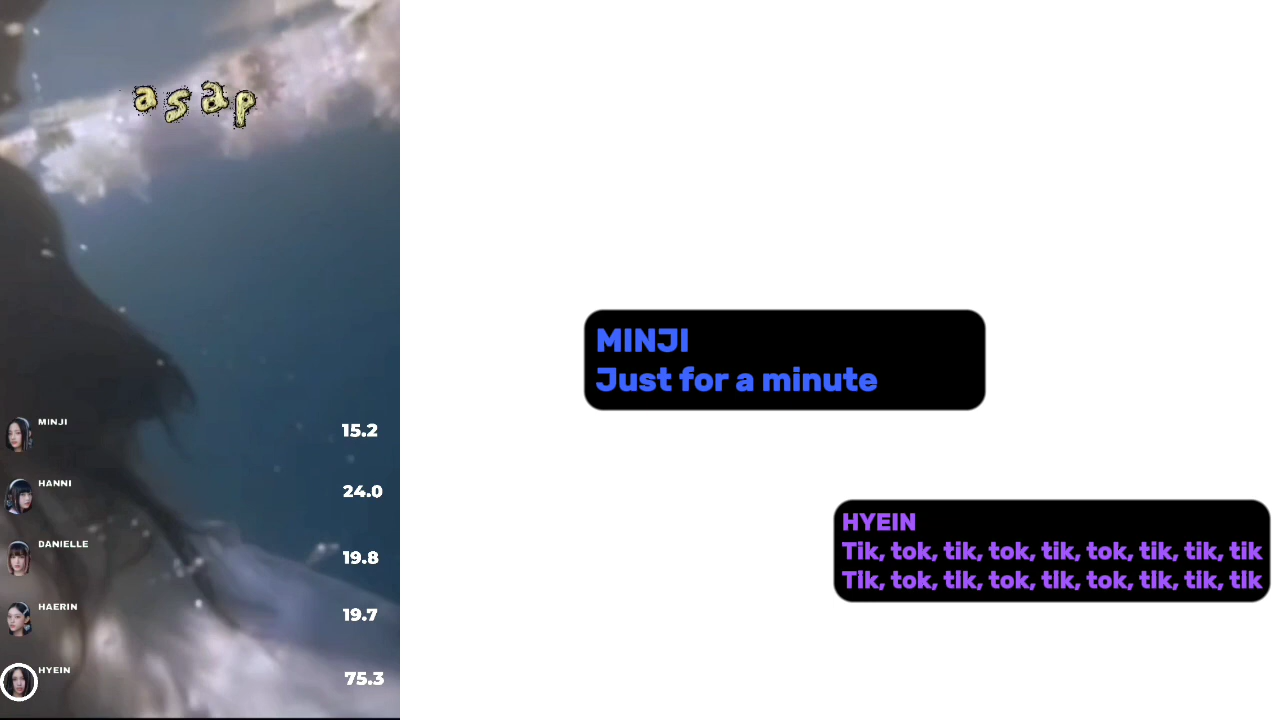 asap
MINJI
15.2
HANNI
24.0
DANIELLE
19.8
HAERIN
19.7
HYEIN
75.3
MINJI
Just for a minute
HYEIN
Tik, tok, tik, tok, tik, tok, tik, tik, tik
Tik, tok, tik, tok, tik, tok, tik, tik, tik